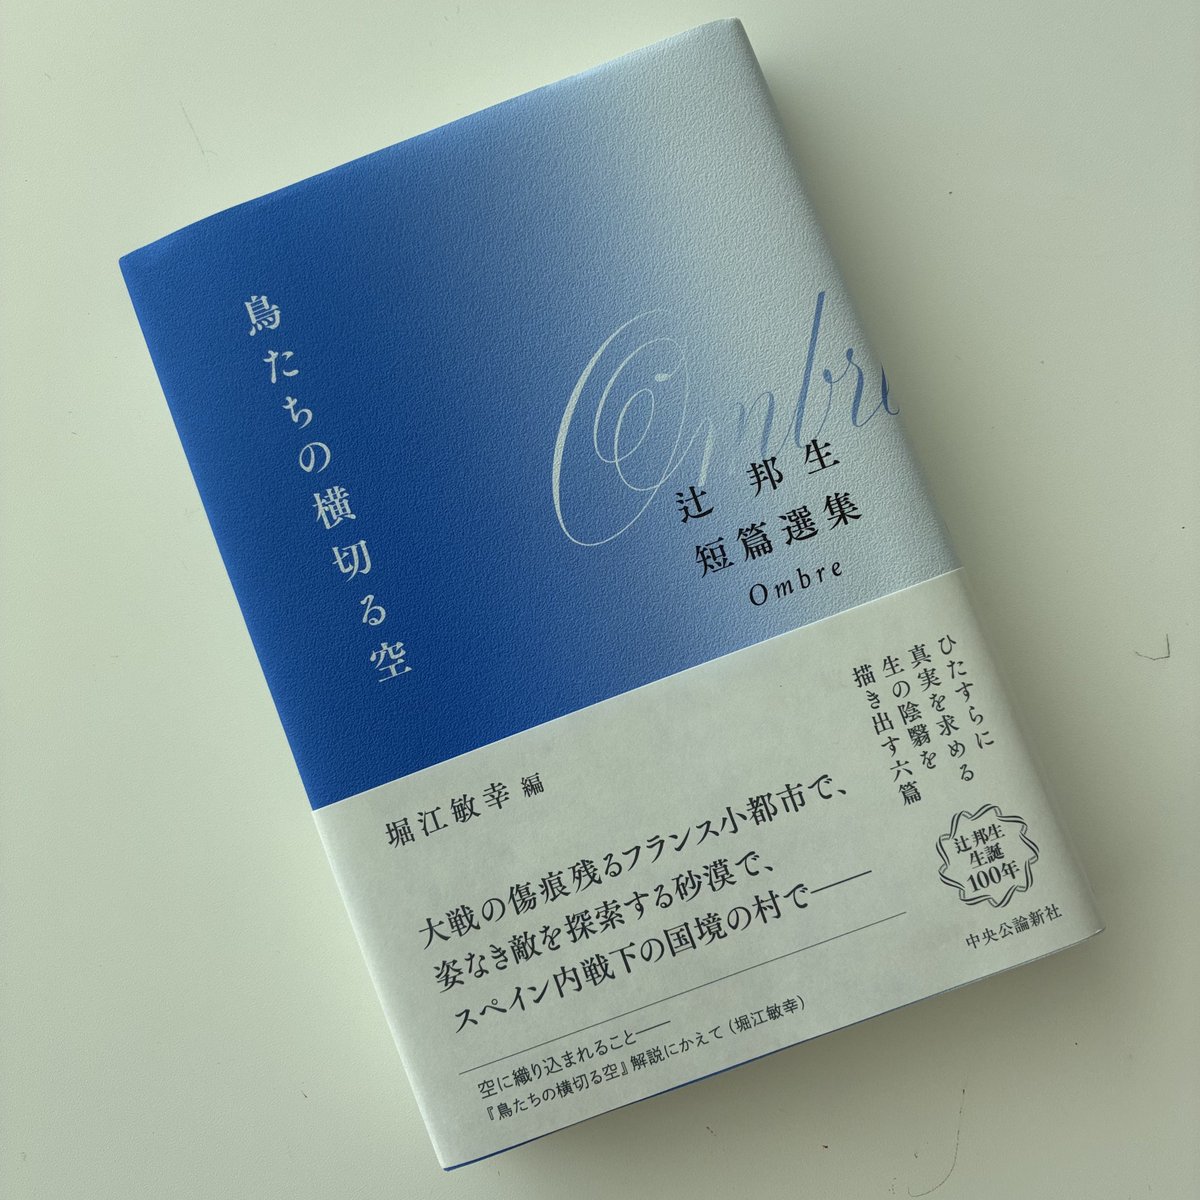 鳥たちの横切る空
Ombre
辻 邦生
短篇選集
Ombre
ひたすらに
真実を求める
生の陰翳を
描き出す六篇
堀江敏幸 編
大戦の傷痕残るフランス小都市で、
姿なき敵を探索する砂漠で、
スペイン内戦下の国境の村で――
辻邦生
生誕
100年
中央公論新社
空に織り込まれること――
『鳥たちの横切る空』解説にかえて（堀江敏幸）